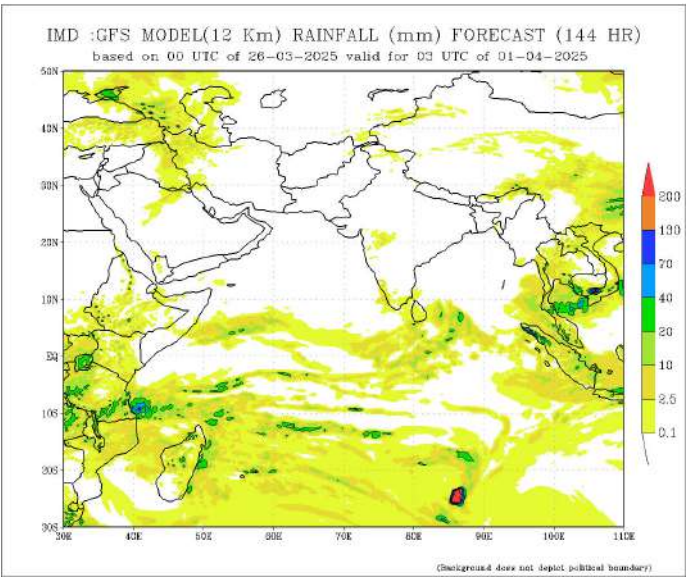 IMD :GFS MODEL(12 Km) RAINFALL (mm) FORECAST (144 HR)
based on 00 UTC of 26-03-2025 valid for 03 UTC of 01-04-2025
50N
40N
30N
20N
10N
EQ
10S
20S
30S
30E 40E 50E 60E 70E 80E 90E 100E 110E
200
130
70
40
20
10
2.5
0.1
(Background does not depict political boundary)